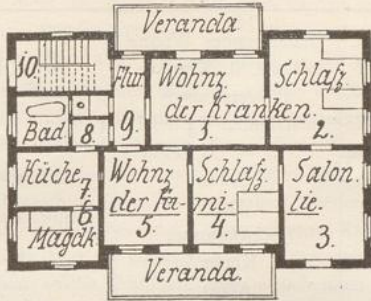 Veranda
10.
Flur
9.
Wohnz.
der Kranken.
1.
Schlafz.
2.
Bad
8.
Küche
7.
6.
Magdk.
Wohnz.
der Fa-
5.
Schlafz.
mi-
4.
Salon.
lie.
3.
Veranda.